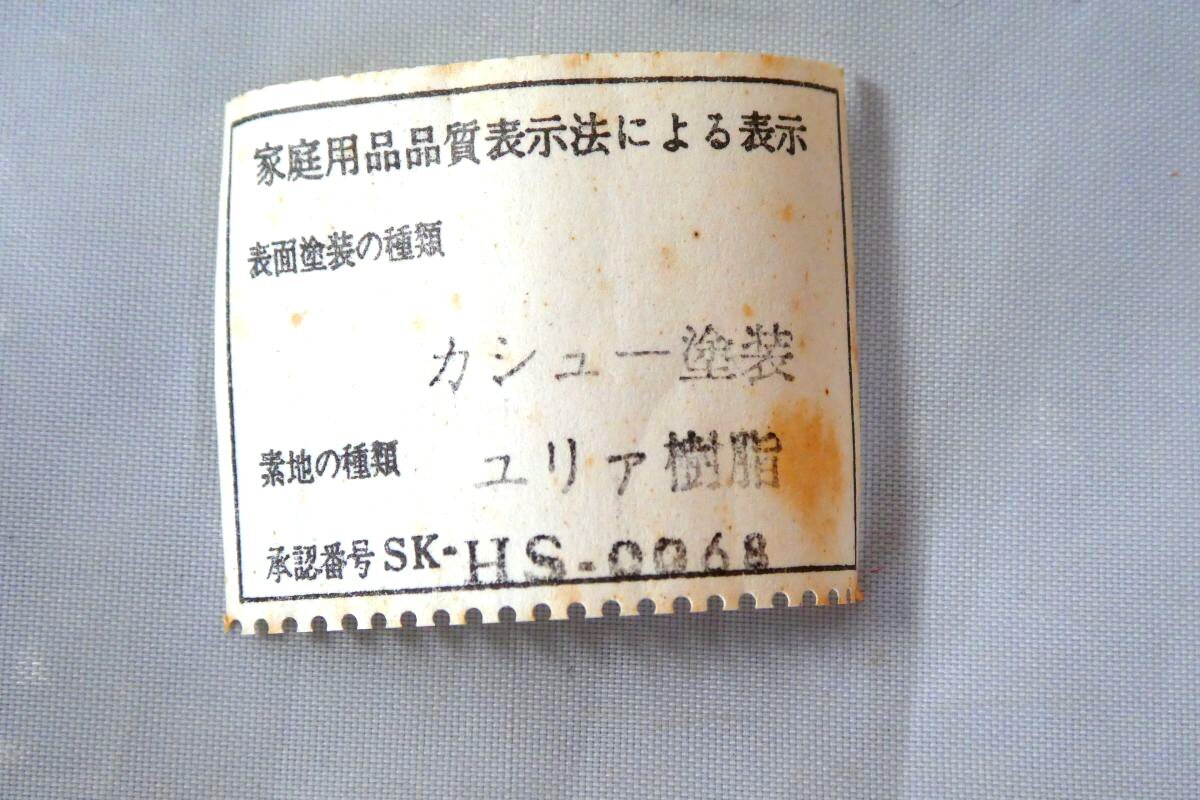 家庭用品品質表示法による表示
表面塗装の種類
カシュー塗装
素地の種類 ユリア樹脂
承認番号 SK-HS-0068